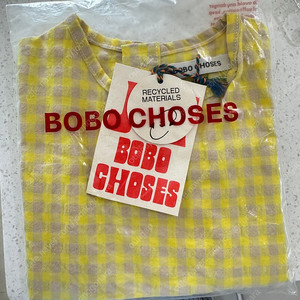 BOBO CHOSES
RECYCLED
MATERIALS
BOBO CHOSES
BOBO
CHOSES